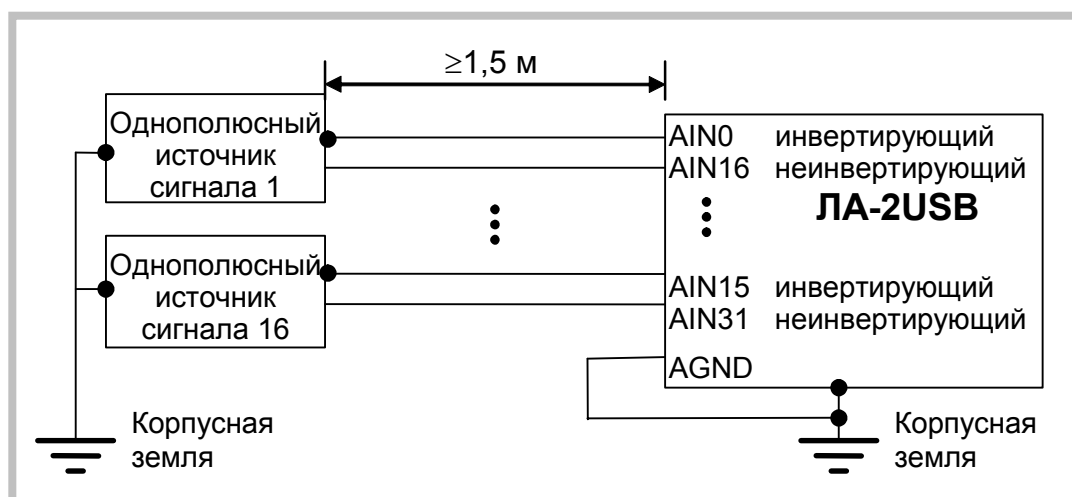 ≥1,5 м
Однополюсный
источник
сигнала 1
AIN0 инвертирующий
AIN16 неинвертирующий
ЛА-2USB
Однополюсный
источник
сигнала 16
AIN15 инвертирующий
AIN31 неинвертирующий
AGND
Корпусная
земля
Корпусная
земля